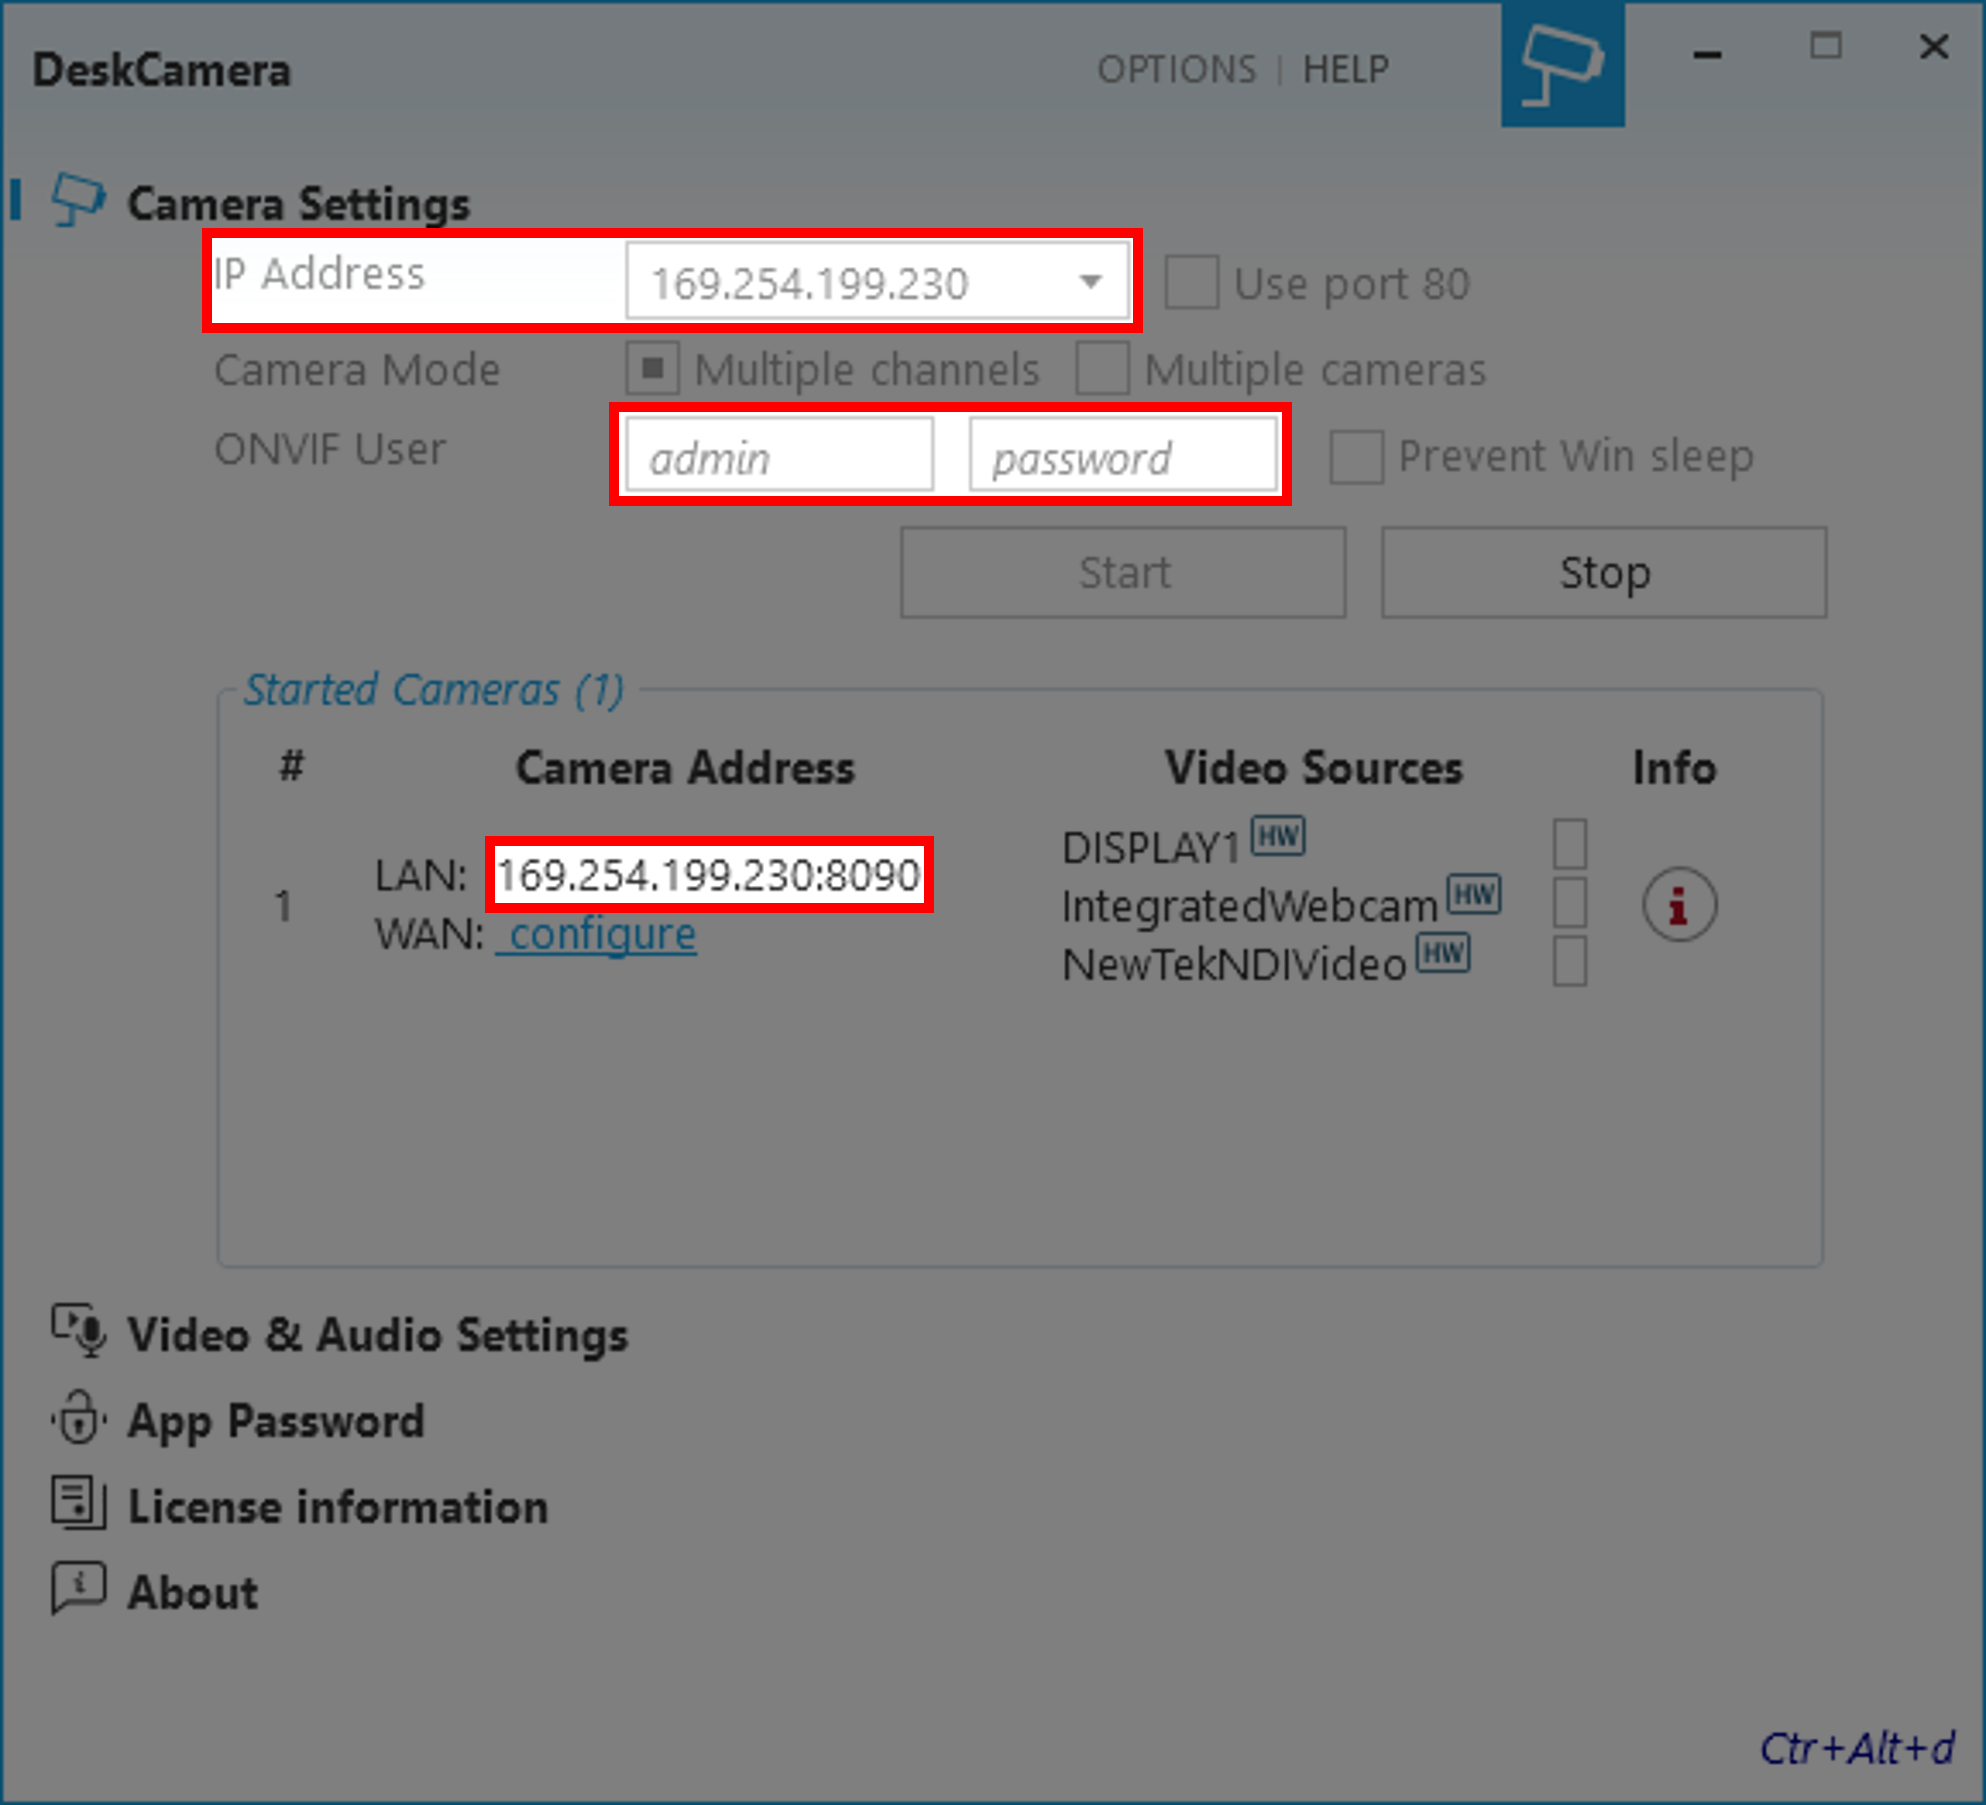 DeskCamera
OPTIONS | HELP
Camera Settings
IP Address 169.254.199.230 Use port 80
Camera Mode Multiple channels Multiple cameras
ONVIF User admin password Prevent Win sleep
Start Stop
Started Cameras (1)
# Camera Address Video Sources Info
1
LAN: 169.254.199.230:8090
WAN: configure
DISPLAY1 HW
IntegratedWebcam HW
NewTekNDIVideo HW
i
Video & Audio Settings
App Password
License information
About
Ctr+Alt+d